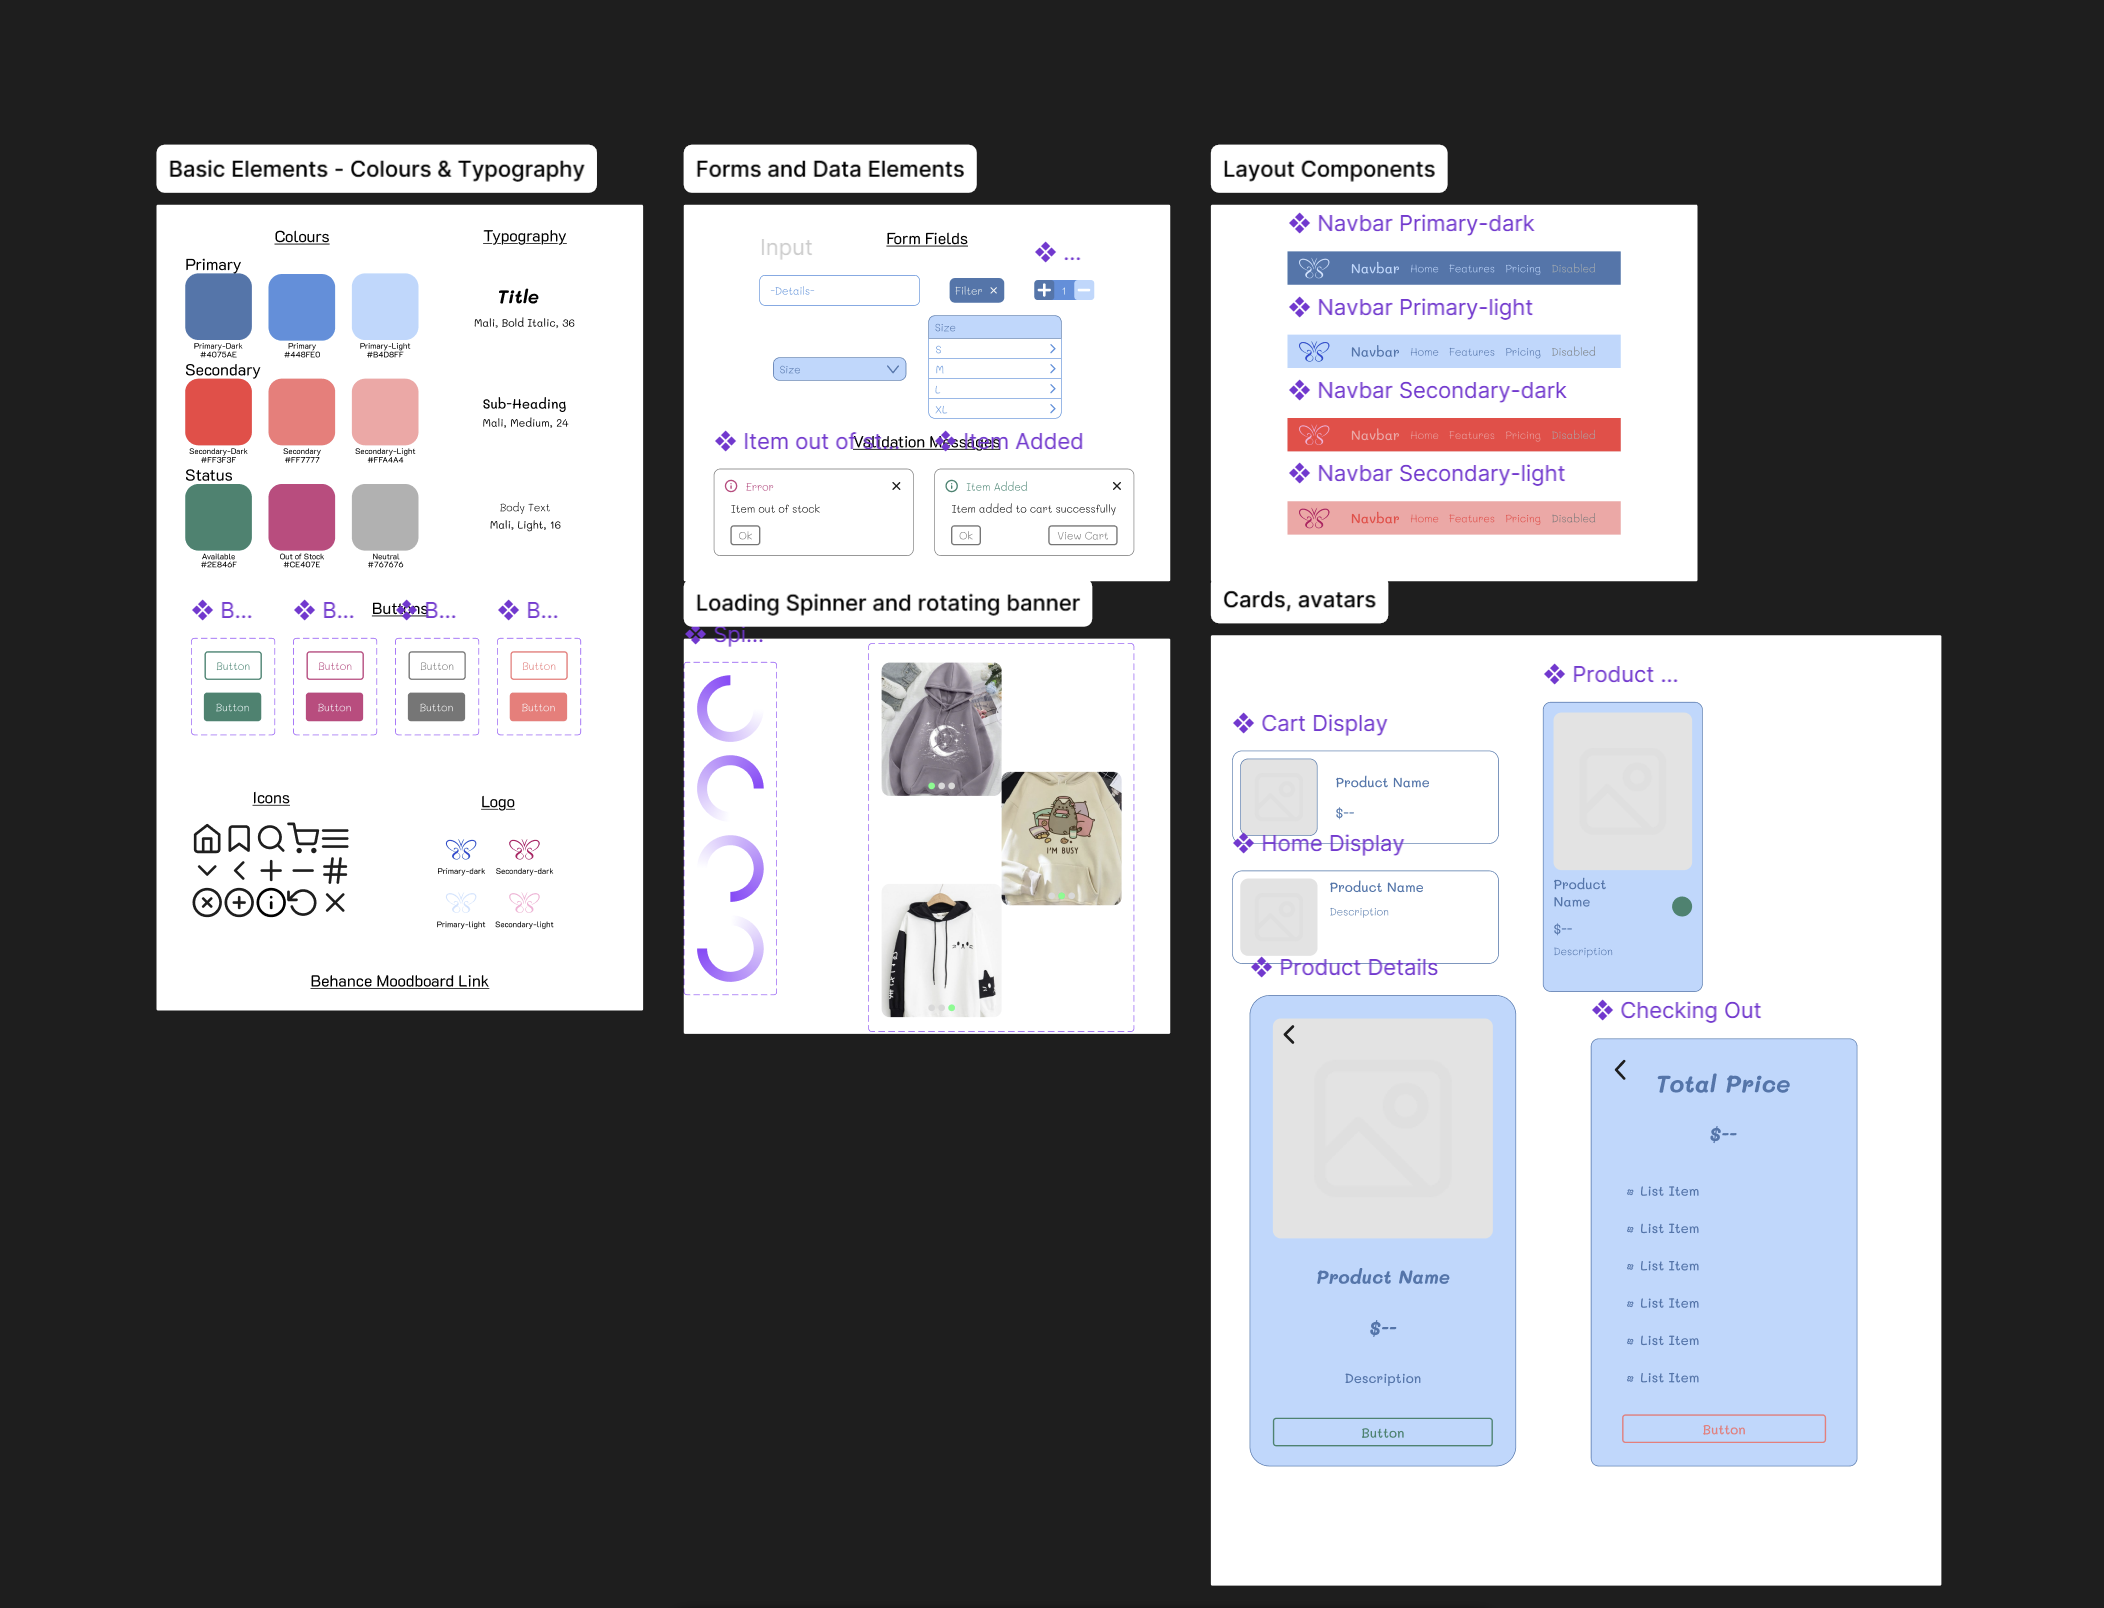 Basic Elements - Colours & Typography
Colours
Typography
Primary
Primary-Dark
#4075AE
Primary
#448FE0
Primary-Light
#B4D8FF
Title
Mali, Bold Italic, 36
Secondary
Secondary-Dark
#FF3F3F
Secondary
#FF7777
Secondary-Light
#FFA4A4
Sub-Heading
Mali, Medium, 24
Status
Available
#2E846F
Out of Stock
#CE407E
Neutral
#767676
Body Text
Mali, Light, 16
Buttons
B...
B...
B...
B...
Button
Button
Button
Button
Button
Button
Button
Button
Icons
Logo
Primary-dark
Secondary-dark
Primary-light
Secondary-light
Behance Moodboard Link
Forms and Data Elements
Input
Form Fields
...
-Details-
Filter
1
Size
Size
S
M
L
XL
Item out of st...
Validation Messages
Item Added
Error
Item out of stock
Ok
Item Added
Item added to cart successfully
Ok
View Cart
Loading Spinner and rotating banner
Spi...
I'M BUSY
Layout Components
Navbar Primary-dark
Navbar Home Features Pricing Disabled
Navbar Primary-light
Navbar Home Features Pricing Disabled
Navbar Secondary-dark
Navbar Home Features Pricing Disabled
Navbar Secondary-light
Navbar Home Features Pricing Disabled
Cards, avatars
Cart Display
Product Name
$--
Home Display
Product Name
Description
Product ...
Product
Name
$--
Description
Product Details
Product Name
$--
Description
Button
Checking Out
Total Price
$--
List Item
List Item
List Item
List Item
List Item
List Item
Button